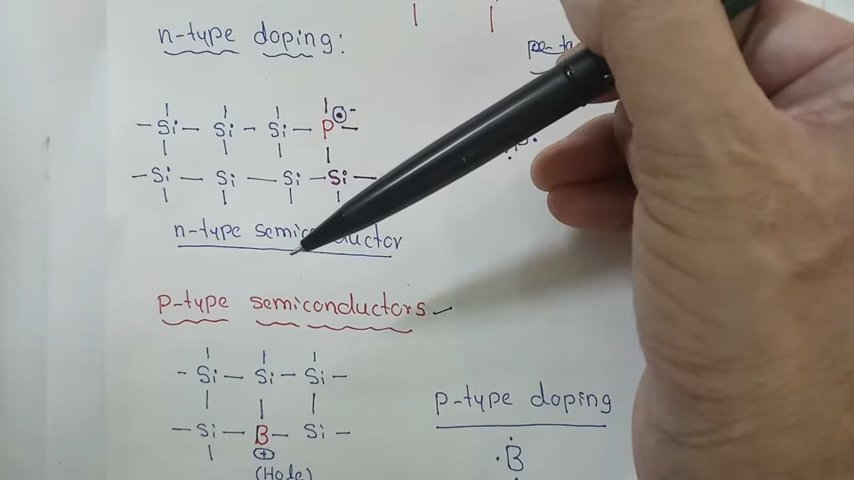 n-type doping:
-Si- Si - Si - P -
-Si- Si - Si - Si -
n-type semiconductor
p-type semiconductors
- Si - Si - Si -
- Si - B - Si -
+
(Hole)
p-type doping
B